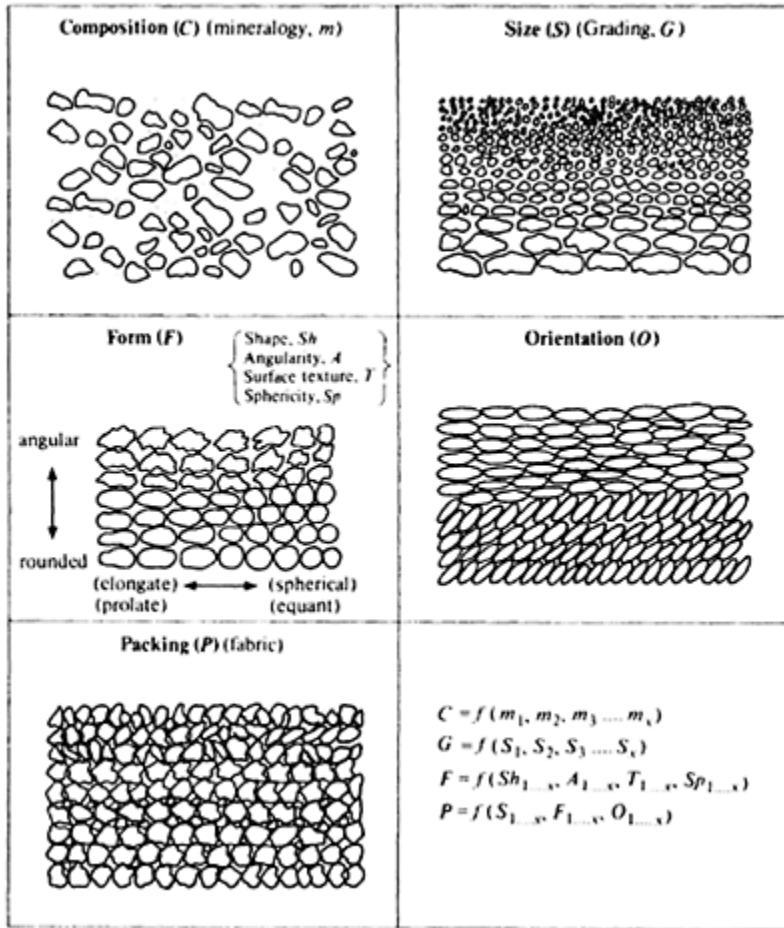 Composition (C) (mineralogy, m)
Size (S) (Grading, G)
Form (F)
Shape, Sh
Angularity, A
Surface texture, T
Sphericity, Sp
angular
rounded
(elongate) (spherical)
(prolate) (equant)
Orientation (O)
Packing (P) (fabric)
C = f(m₁, m₂, m₃ .... mₓ)
G = f(S₁, S₂, S₃ .... Sₓ)
F = f(Sh₁....ₓ, A₁....ₓ, T₁....ₓ, Sp₁....ₓ)
P = f(S₁....ₓ, F₁....ₓ, O₁....ₓ)